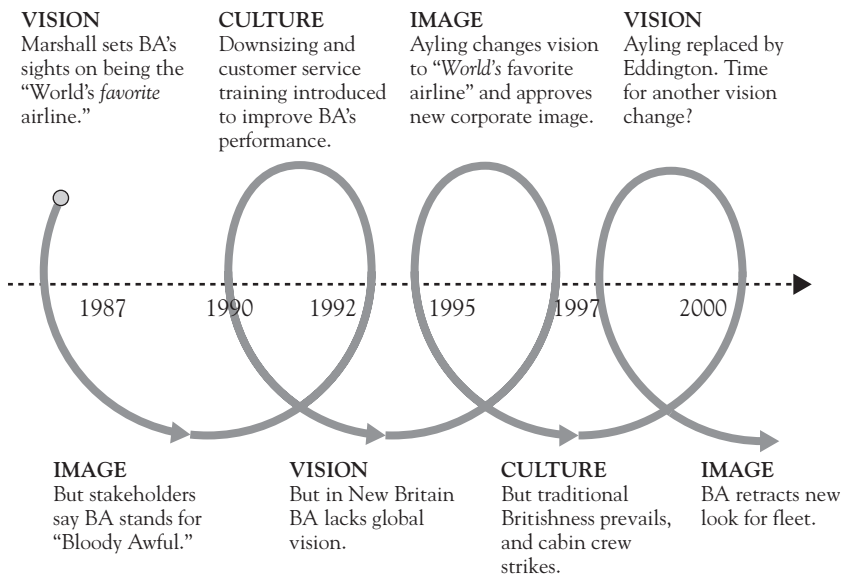 VISION
Marshall sets BA's
sights on being the
“World's favorite
airline.”
CULTURE
Downsizing and
customer service
training introduced
to improve BA's
performance.
IMAGE
Ayling changes vision
to “World's favorite
airline” and approves
new corporate image.
VISION
Ayling replaced by
Eddington. Time
for another vision
change?
1987
1990
1992
1995
1997
2000
IMAGE
But stakeholders
say BA stands for
“Bloody Awful.”
VISION
But in New Britain
BA lacks global
vision.
CULTURE
But traditional
Britishness prevails,
and cabin crew
strikes.
IMAGE
BA retracts new
look for fleet.